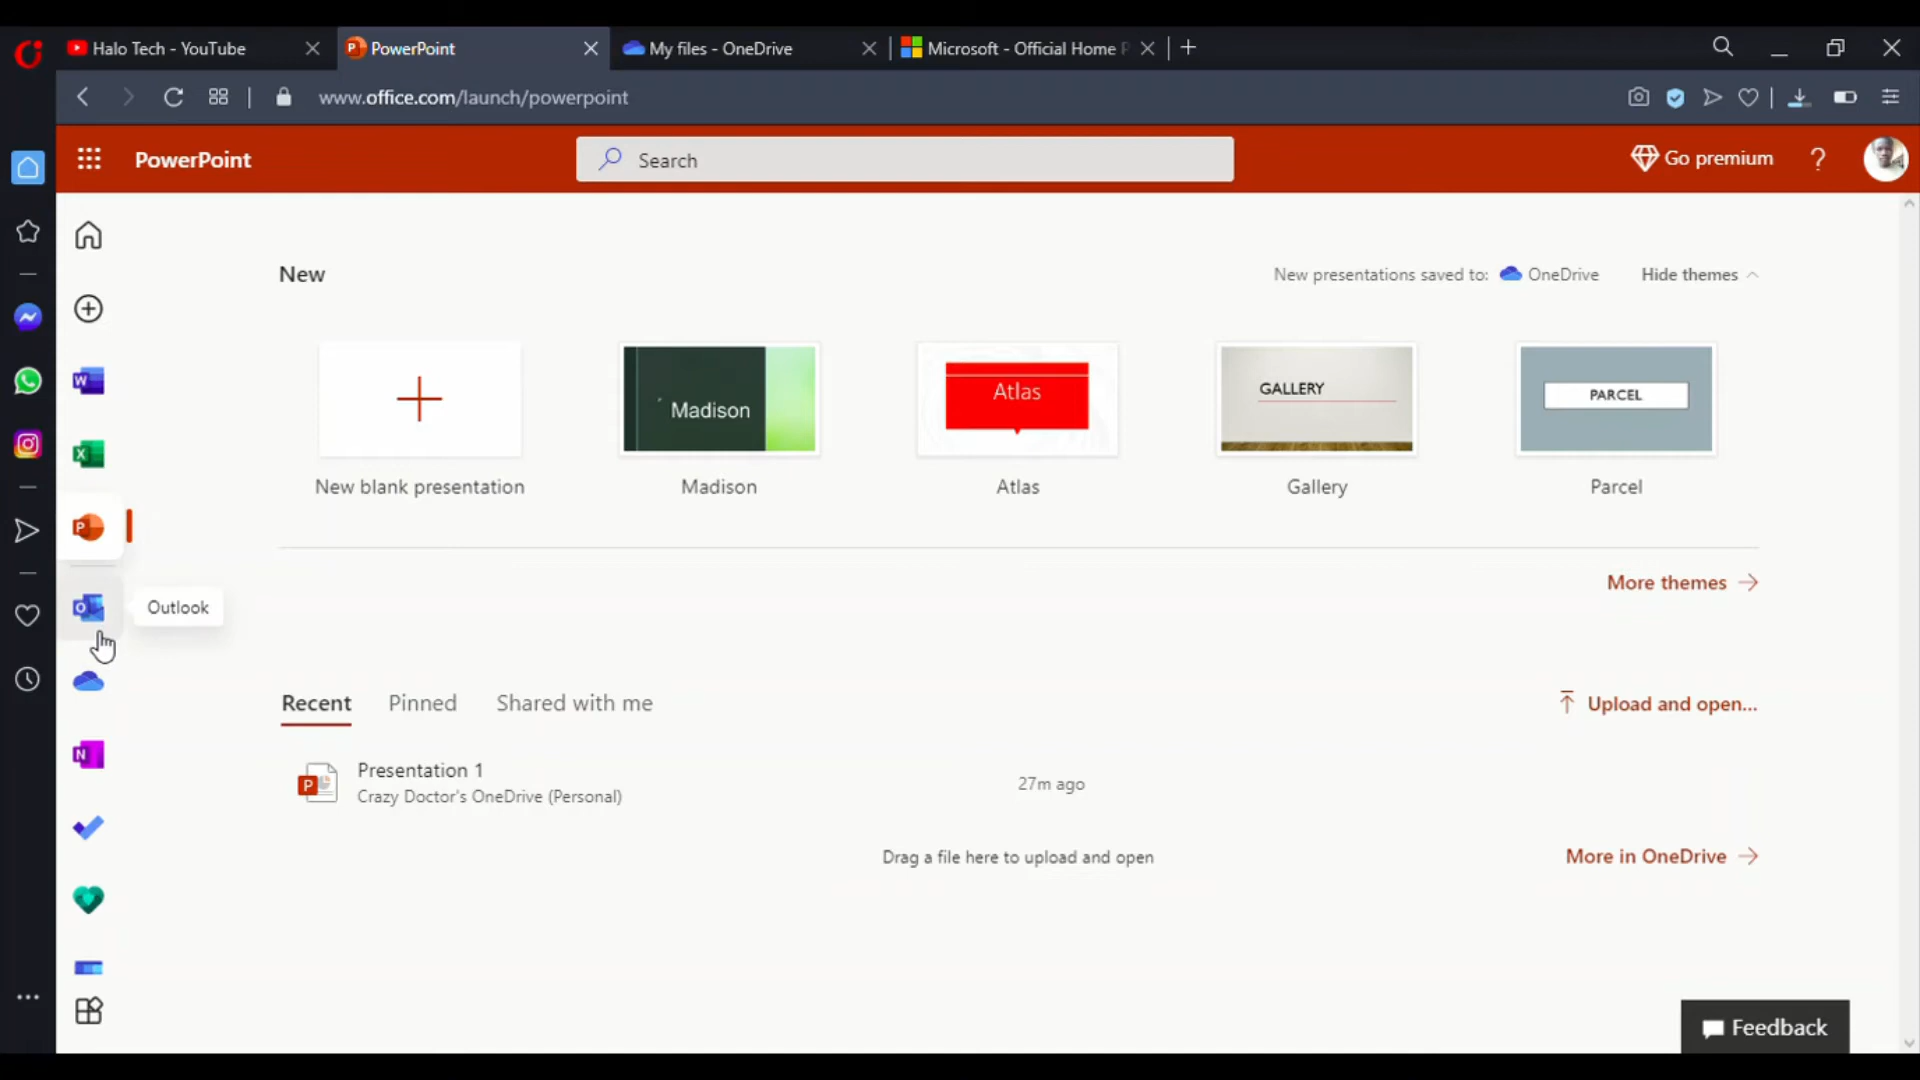 Halo Tech - YouTube
PowerPoint
My files - OneDrive
Microsoft - Official Home P
www.office.com/launch/powerpoint
PowerPoint
Search
Go premium
?
New
New presentations saved to:
OneDrive
Hide themes
Madison
Atlas
GALLERY
PARCEL
New blank presentation
Madison
Atlas
Gallery
Parcel
More themes
Outlook
Recent
Pinned
Shared with me
Upload and open...
Presentation 1
Crazy Doctor's OneDrive (Personal)
27m ago
Drag a file here to upload and open
More in OneDrive
Feedback